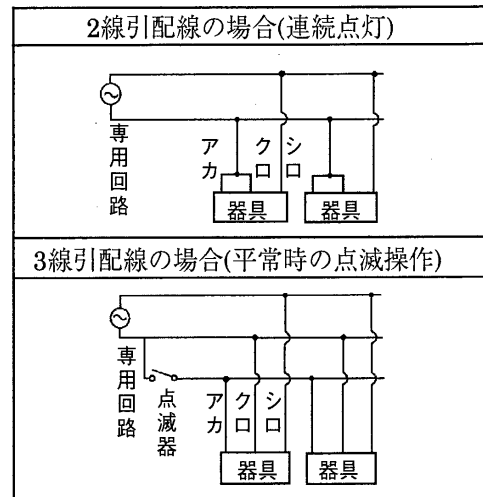 2線引配線の場合(連続点灯)
専用回路
アカ
クロ
シロ
器具
器具
3線引配線の場合(平常時の点滅操作)
専用回路
点滅器
アカ
クロ
シロ
器具
器具